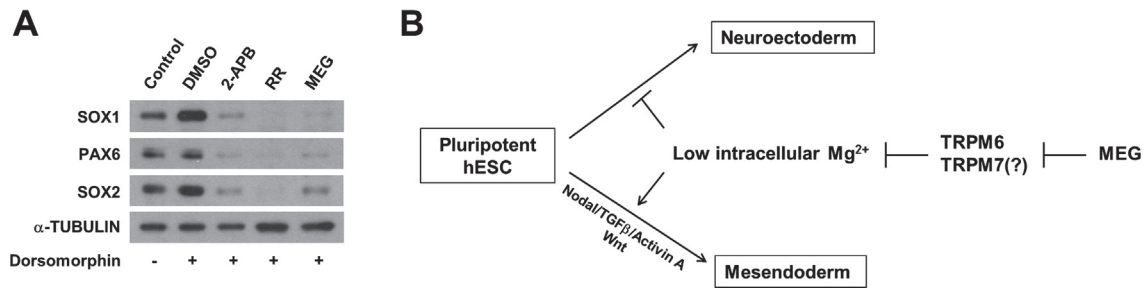 A
Control DMSO 2-APB RR MEG
SOX1
PAX6
SOX2
α-TUBULIN
Dorsomorphin - + + + +
B
Neuroectoderm
Pluripotent
hESC
Low intracellular Mg²⁺
TRPM6
TRPM7(?)
MEG
Nodal/TGFβ/Activin A
Wnt
Mesendoderm